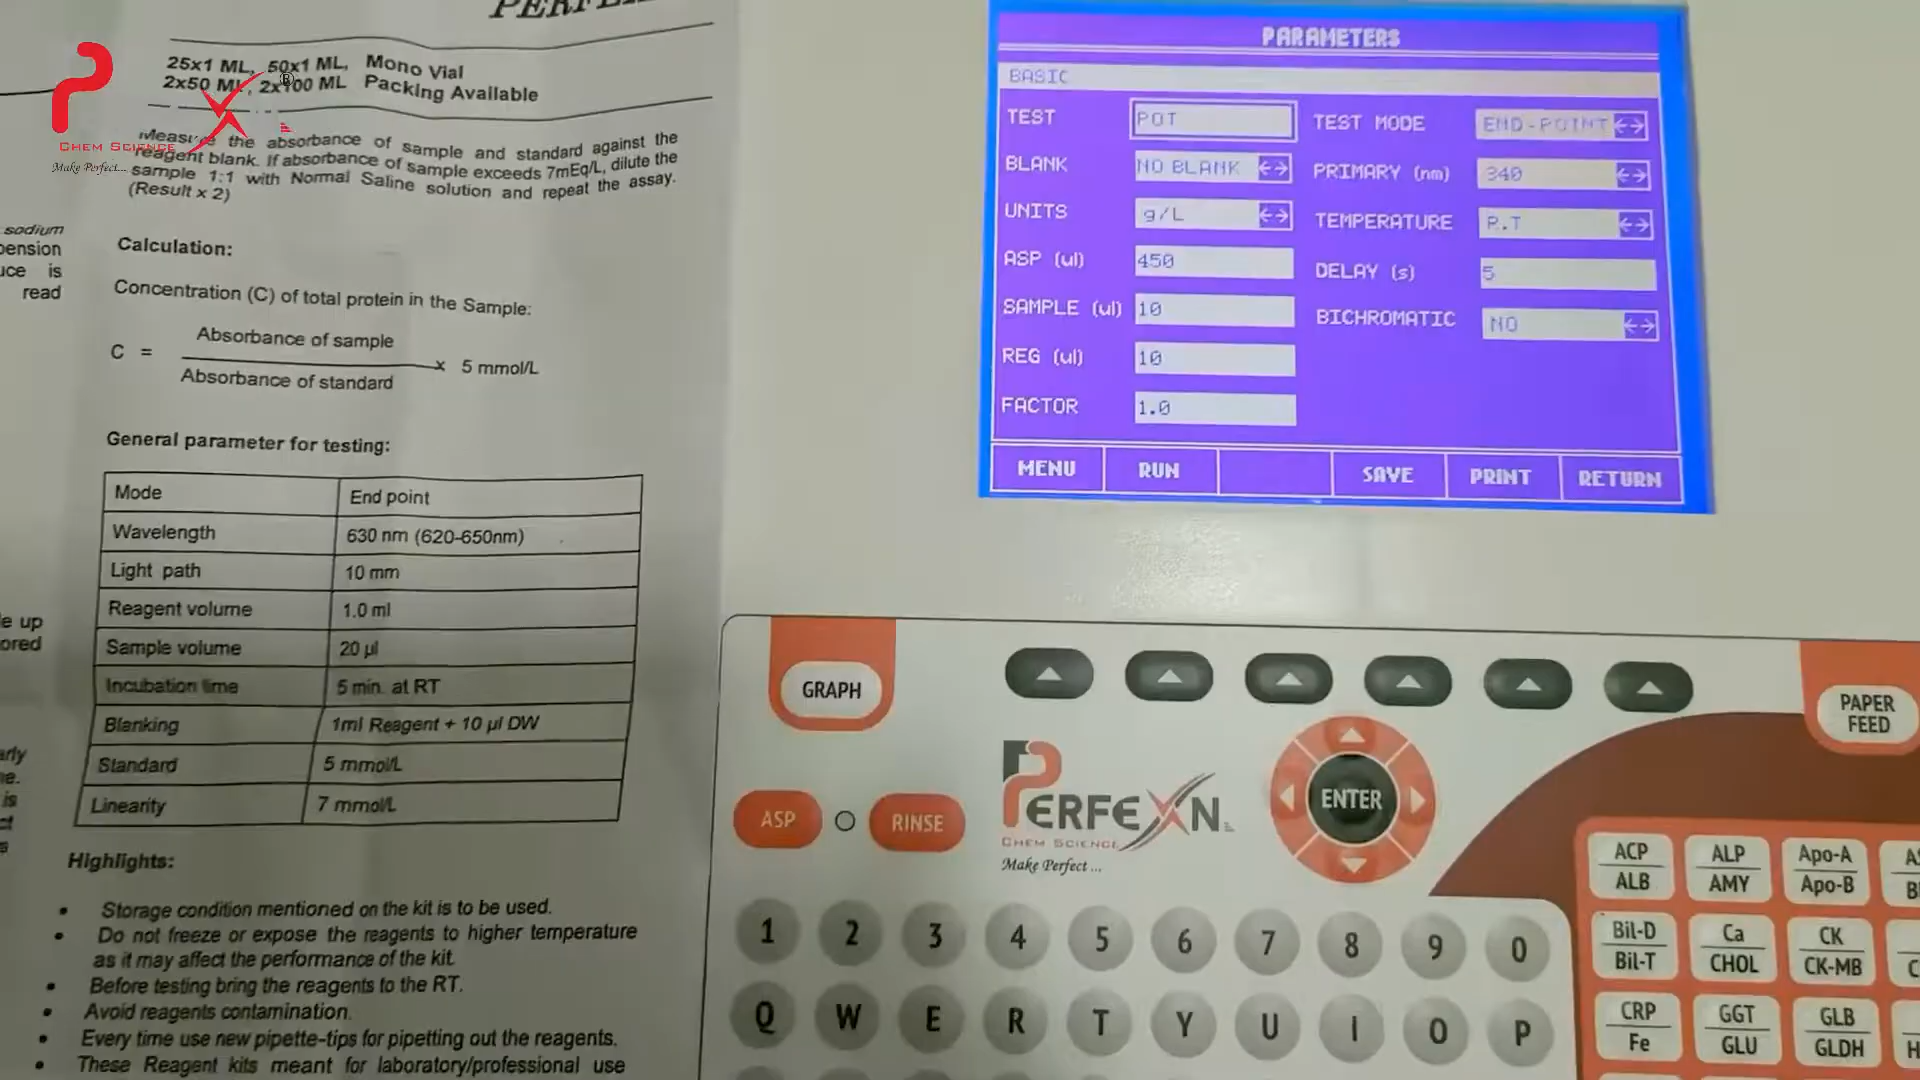 25x1 ML, 50x1 ML, Mono Vial
2x50 ML, 2x100 ML Packing Available
CHEM SCIENCE
Make Perfect...
Measure the absorbance of sample and standard against the
reagent blank. If absorbance of sample exceeds 7mEq/L, dilute the
sample 1:1 with Normal Saline solution and repeat the assay.
(Result x 2)
sodium
is
read
Calculation:
Concentration (C) of total protein in the Sample:
C = Absorbance of sample
Absorbance of standard x 5 mmol/L
General parameter for testing:
Mode End point
Wavelength 630 nm (620-650nm)
Light path 10 mm
Reagent volume 1.0 ml
Sample volume 20 µl
Incubation time 5 min. at RT
Blanking 1ml Reagent + 10 µl DW
Standard 5 mmol/L
Linearity 7 mmol/L
up
is
Highlights:
• Storage condition mentioned on the kit is to be used.
• Do not freeze or expose the reagents to higher temperature
as it may affect the performance of the kit.
• Before testing bring the reagents to the RT.
• Avoid reagents contamination.
• Every time use new pipette-tips for pipetting out the reagents.
• These Reagent kits meant for laboratory/professional use
PARAMETERS
BASIC
TEST POT TEST MODE END-POINT
BLANK NO BLANK PRIMARY (nm) 340
UNITS g/L TEMPERATURE R.T
ASP (ul) 450 DELAY (s) 5
SAMPLE (ul) 10 BICHROMATIC NO
REG (ul) 10
FACTOR 1.0
MENU RUN SAVE PRINT RETURN
GRAPH
PAPER
FEED
ASP RINSE
PERFEXN
CHEM SCIENCE
Make Perfect ...
ENTER
1 2 3 4 5 6 7 8 9 0
Q W E R T Y U I O P
ACP ALP Apo-A
ALB AMY Apo-B
Bil-D Ca CK
Bil-T CHOL CK-MB
CRP GGT GLB
Fe GLU GLDH